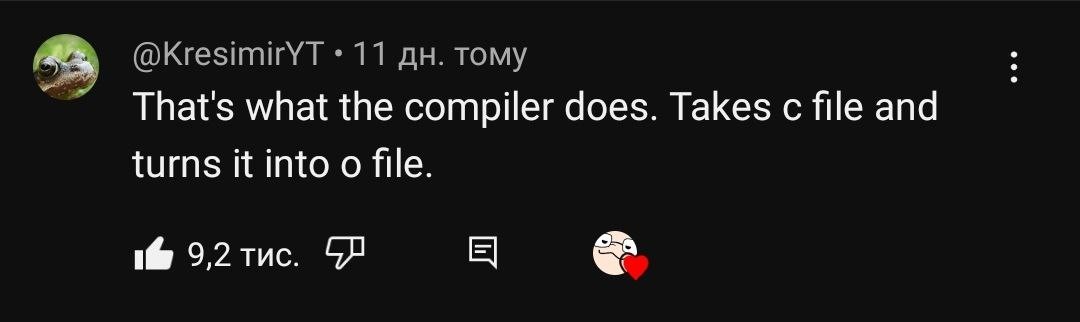 @KresimirYT • 11 дн. тому
That's what the compiler does. Takes c file and
turns it into o file.
9,2 тис.